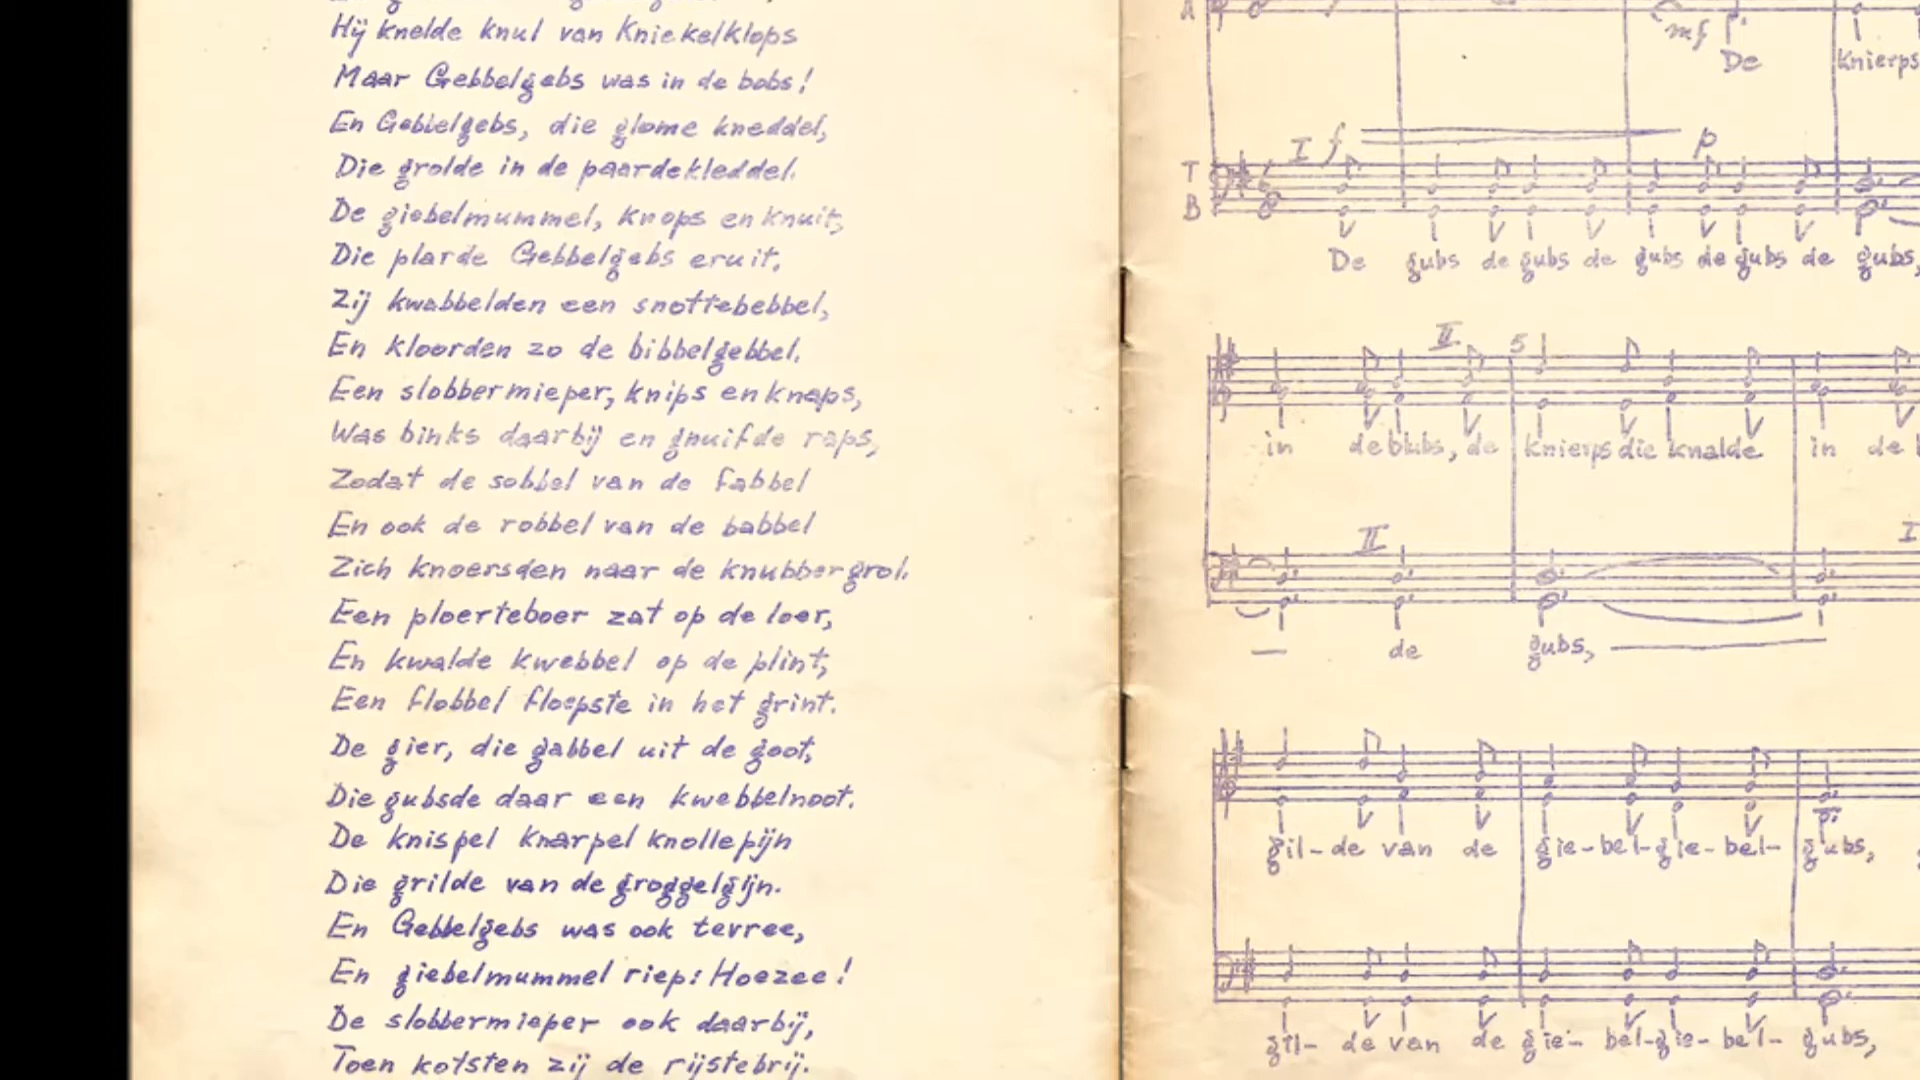 Hij knelde knul van Kniekelklops
Maar Gebbelgebs was in de bobs!
En Gebbelgebs, die glome kneddel,
Die grolde in de paardekleddel.
De giebelmummel, knops en knuit,
Die plarde Gebbelgebs eruit.
Zij kwabbelden een snottebebbel,
En kloorden zo de bibbelgebbel.
Een slobbermieper, knips en knaps,
Was binks daarbij en gnuifde raps,
Zodat de sobbel van de fabbel
En ook de robbel van de babbel
Zich knoersden naar de knubbergrol.
Een ploerteboer zat op de loer,
En kwalde kwebbel op de plint,
Een flobbel floepste in het grint.
De gier, die gabbel uit de goot,
Die gubsde daar een kwebbelnoot.
De knispel knarpel knollepijn
Die grilde van de groggelgijn.
En Gebbelgebs was ook tevree,
En giebelmummel riep: Hoezee!
De slobbermieper ook daarbij,
Toen kotsten zij de rijstebrij.
A
mf
De knierps
I f p
T
B
De gubs de gubs de gubs de gubs de gubs,
II 5
in de blubs, de knierps die knalde in de
II I
de gubs,
gil- de van de gie- bel- gie- bel- gubs,
gil- de van de gie- bel- gie- bel- gubs,